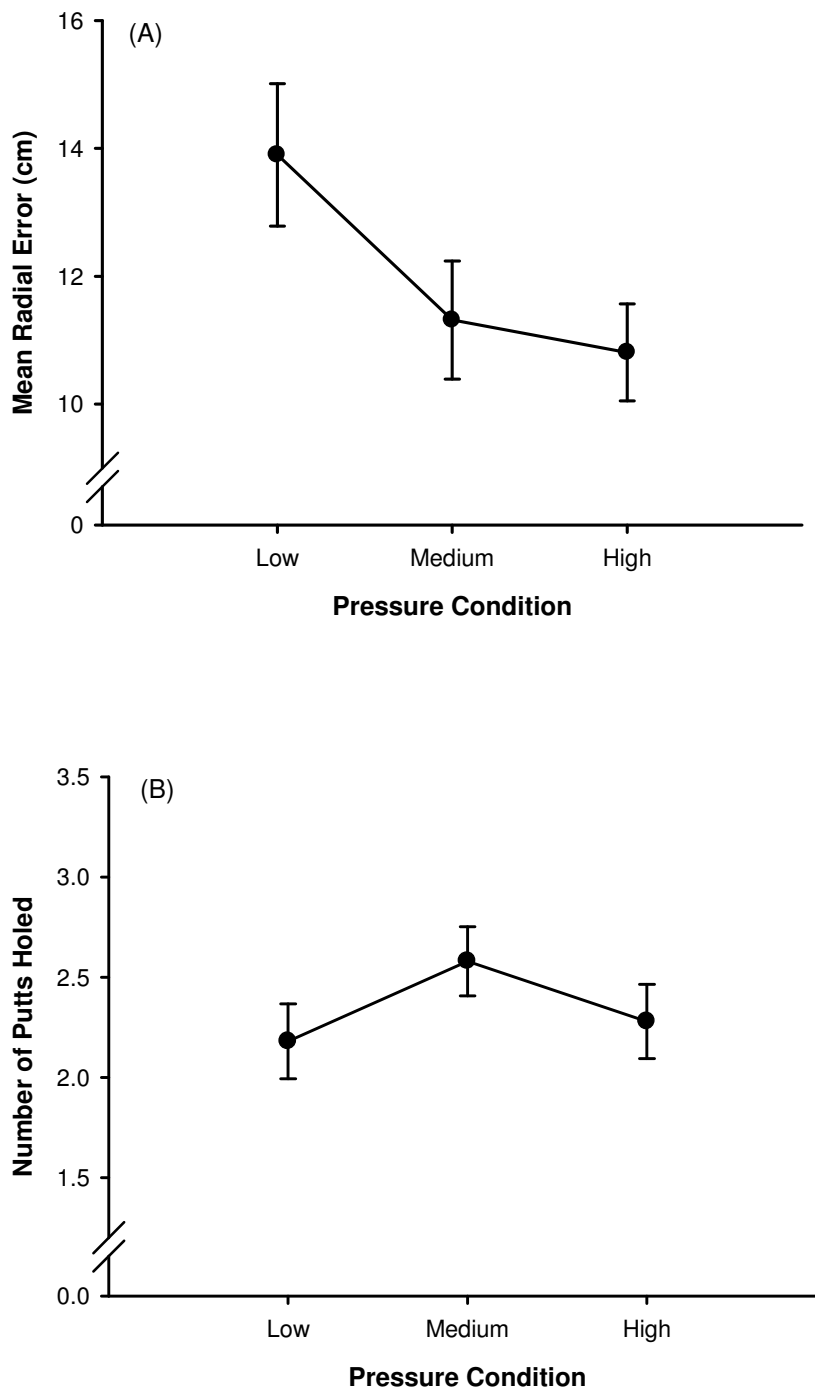 (A)
16
14
12
10
0
Mean Radial Error (cm)
Low Medium High
Pressure Condition
(B)
3.5
3.0
2.5
2.0
1.5
0.0
Number of Putts Holed
Low Medium High
Pressure Condition